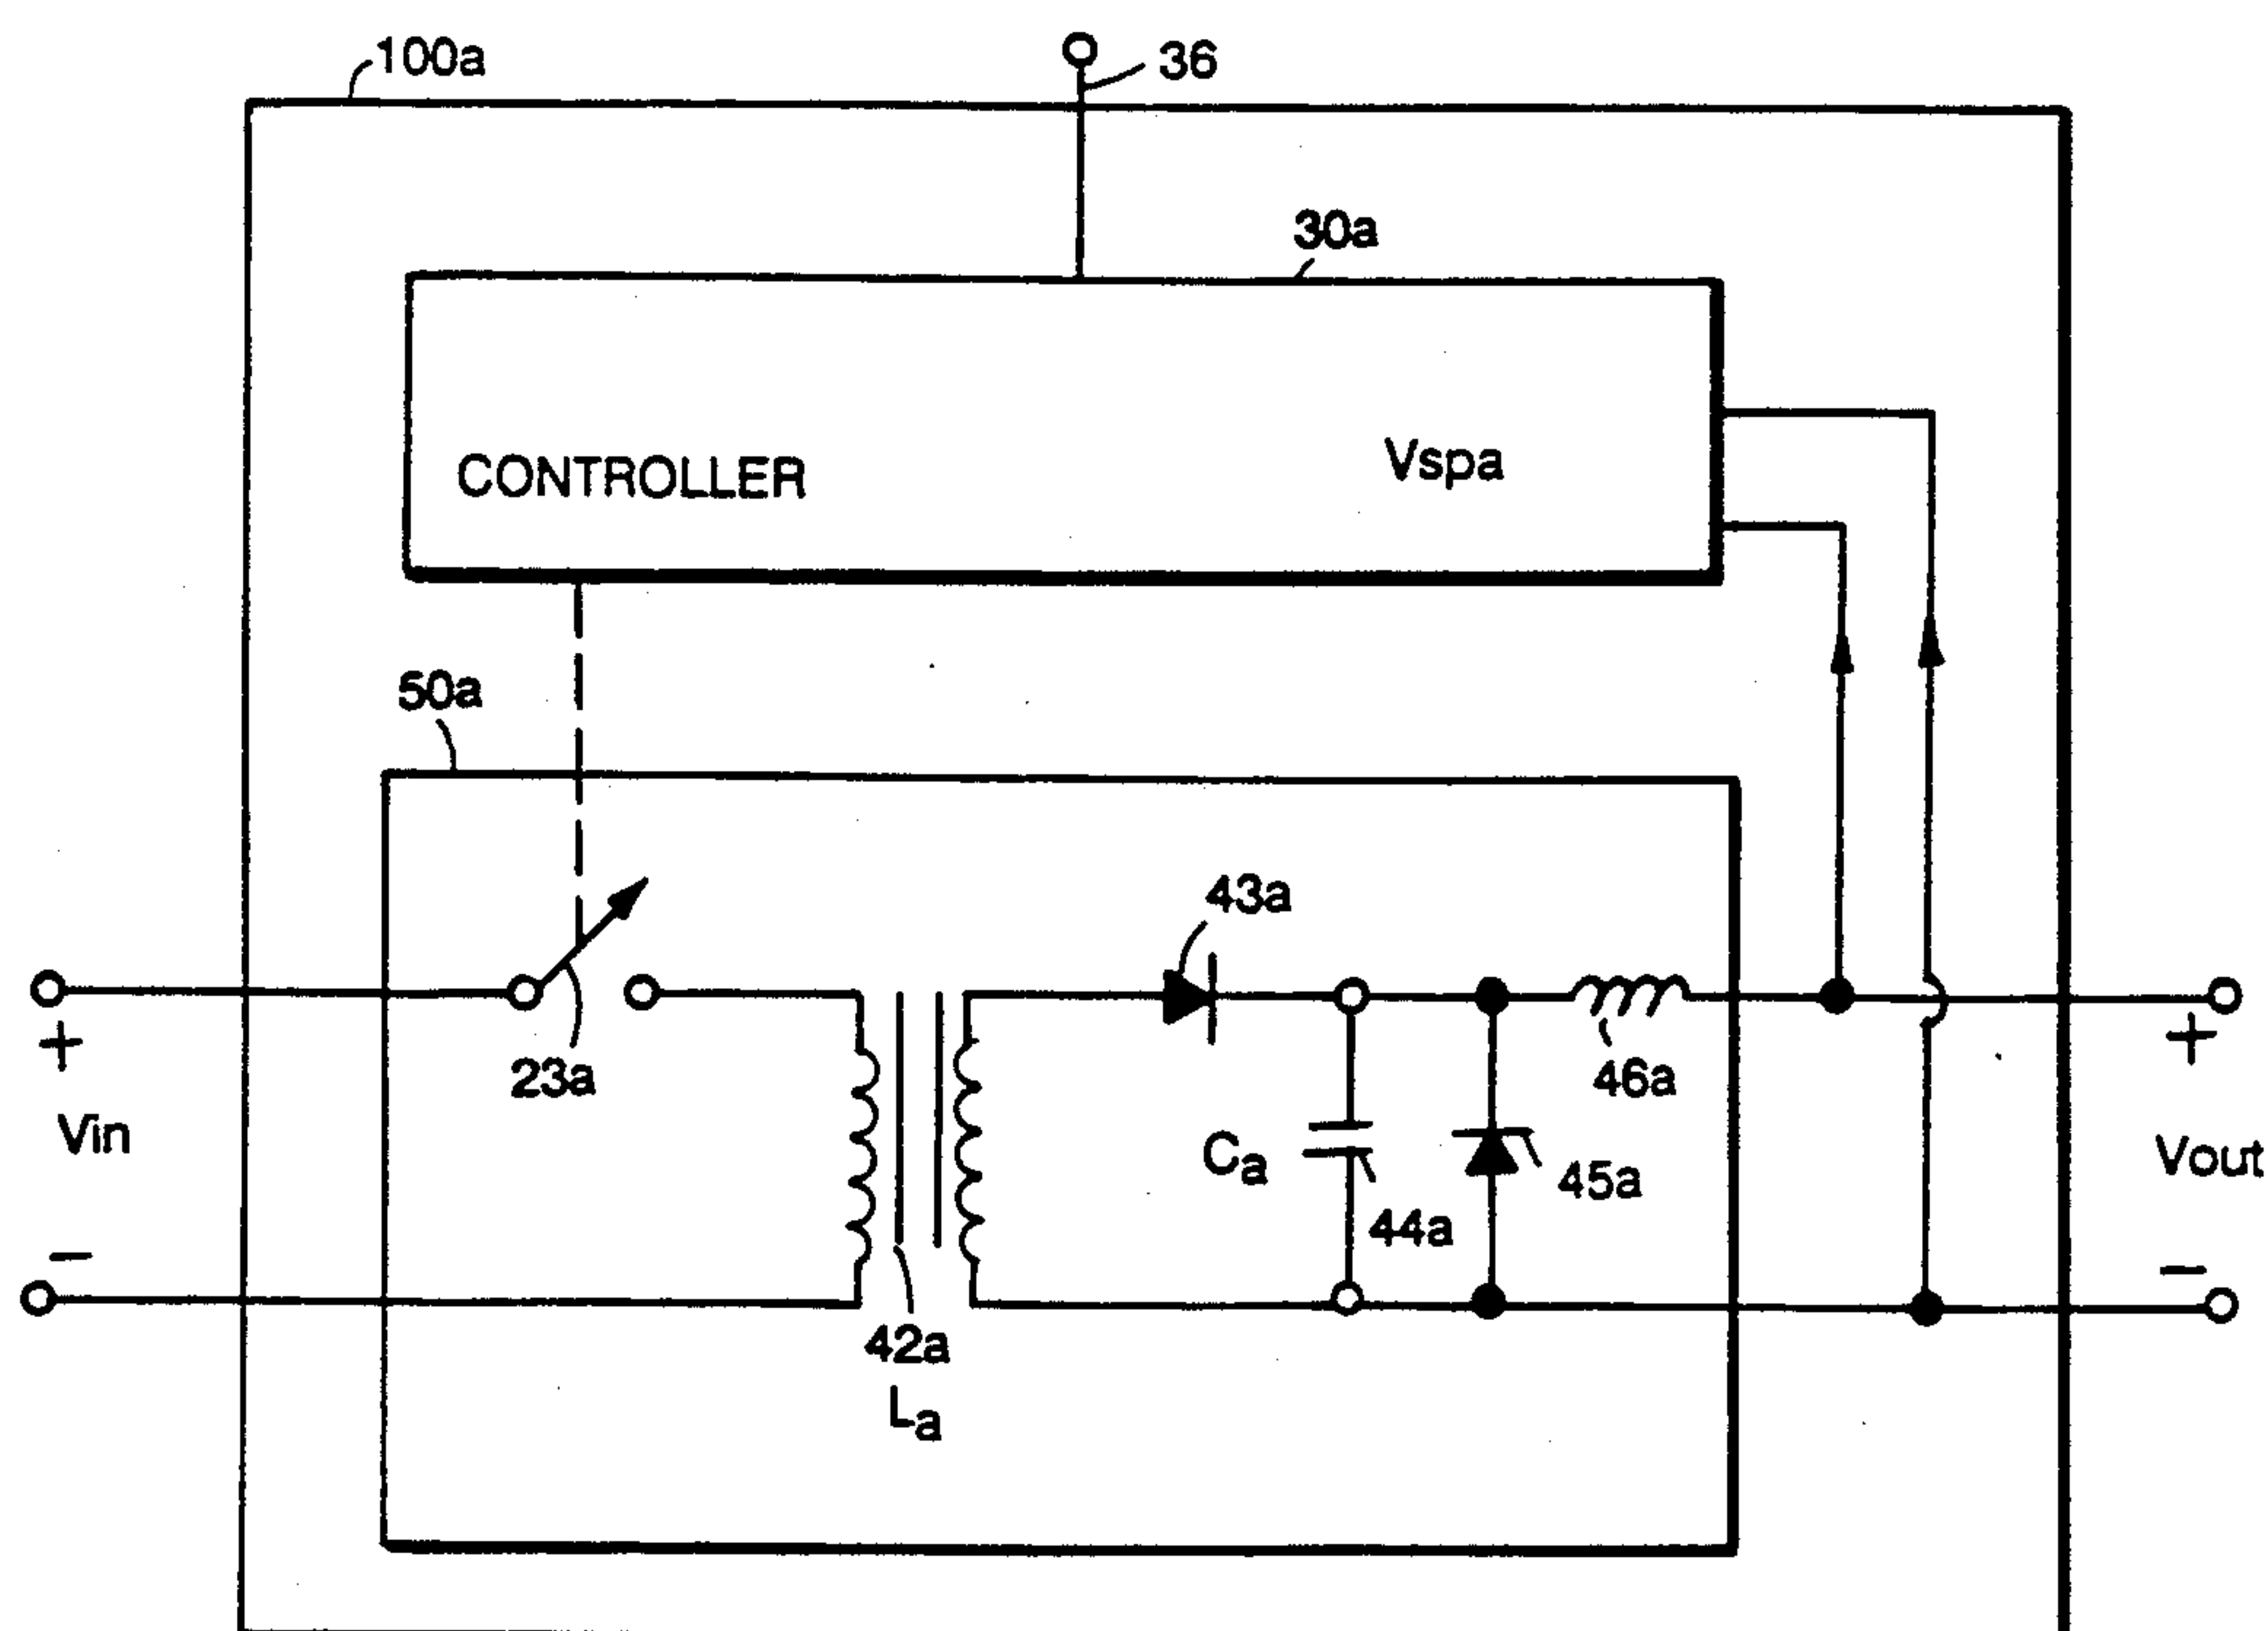 100a
36
30a
CONTROLLER
Vspa
50a
43a
23a
46a
+
Vin
−
Ca
44a
45a
42a
La
+
Vout
−